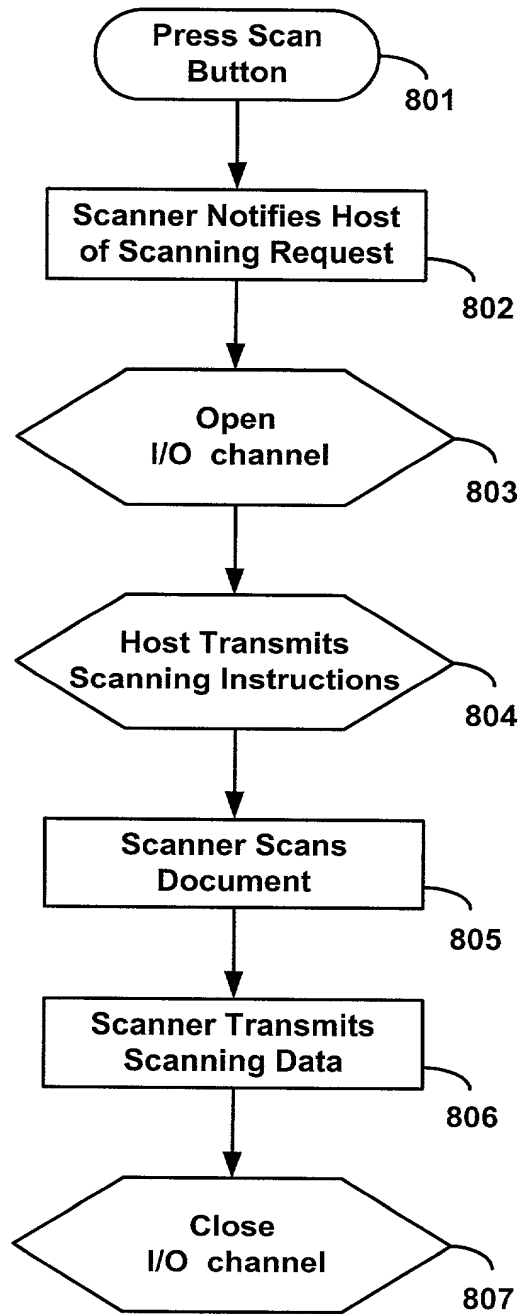 Press Scan
Button
801
Scanner Notifies Host
of Scanning Request
802
Open
I/O channel
803
Host Transmits
Scanning Instructions
804
Scanner Scans
Document
805
Scanner Transmits
Scanning Data
806
Close
I/O channel
807